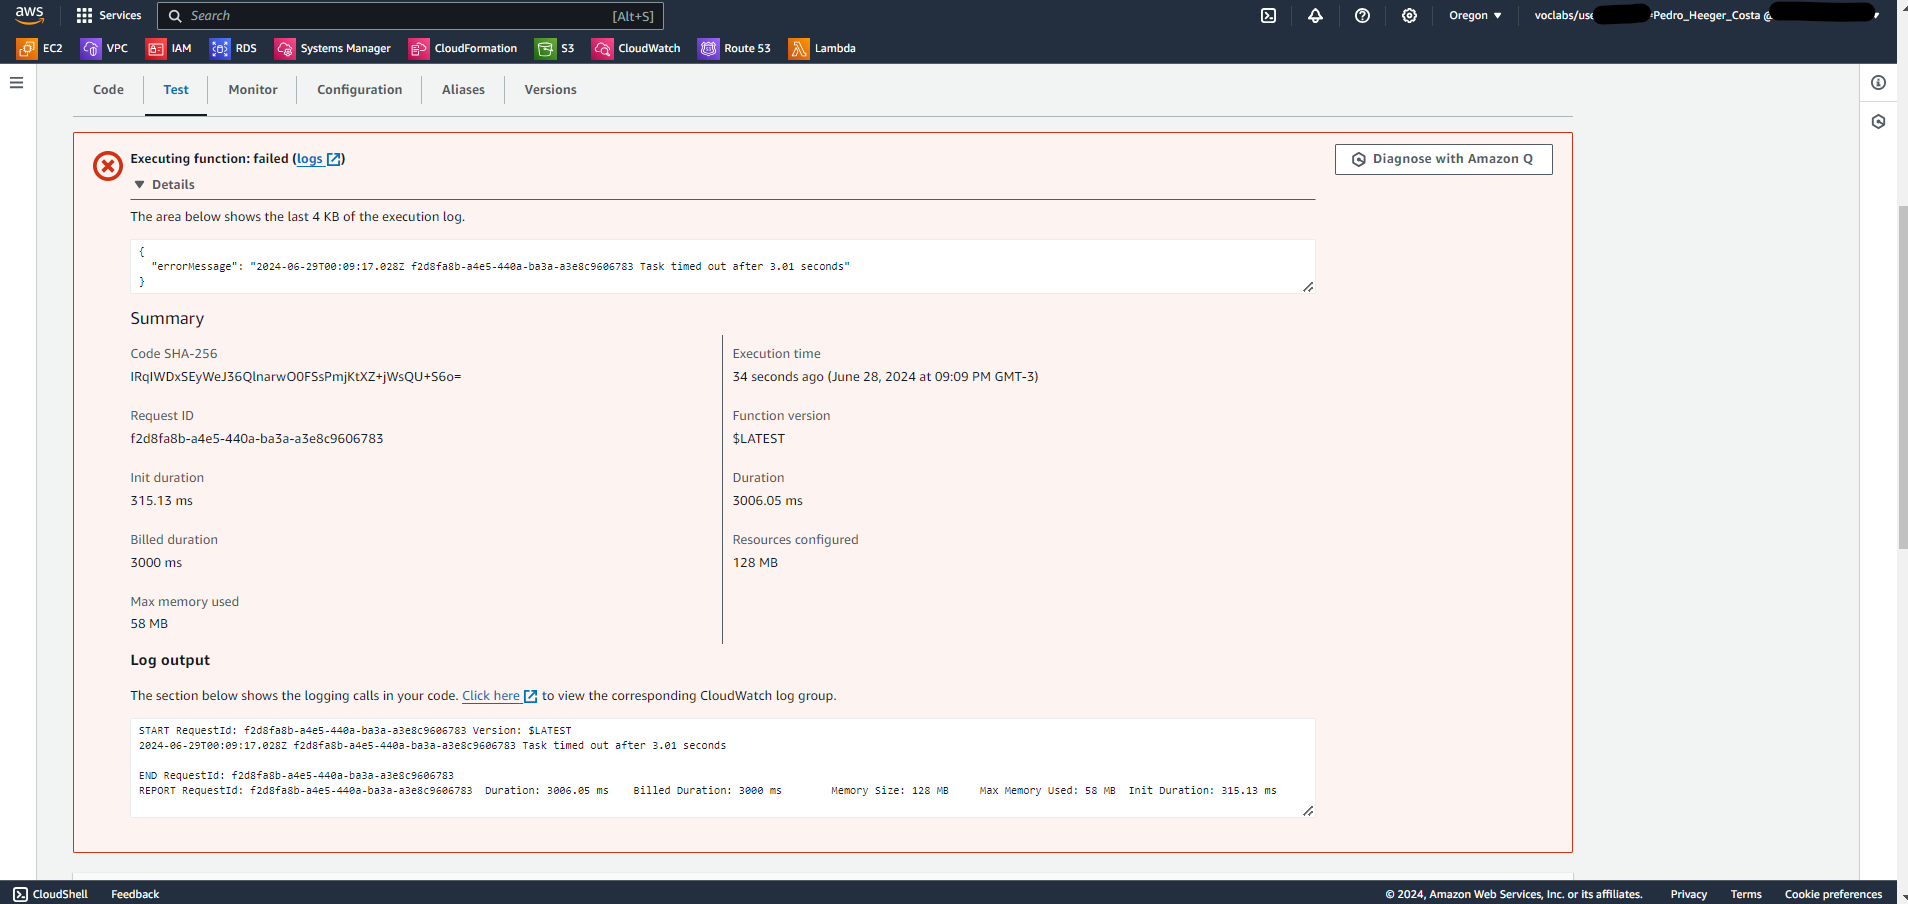 aws
Services
Search
[Alt+S]
Oregon
voclabs/use
=Pedro_Heeger_Costa @
EC2
VPC
IAM
RDS
Systems Manager
CloudFormation
S3
CloudWatch
Route 53
Lambda
Code
Test
Monitor
Configuration
Aliases
Versions
Executing function: failed (logs)
Diagnose with Amazon Q
Details
The area below shows the last 4 KB of the execution log.
{
"errorMessage": "2024-06-29T00:09:17.028Z f2d8fa8b-a4e5-440a-ba3a-a3e8c9606783 Task timed out after 3.01 seconds"
}
Summary
Code SHA-256
IRqIWDxSEyWeJ36QlnarwO0FSsPmjKtXZ+jWsQU+S6o=
Execution time
34 seconds ago (June 28, 2024 at 09:09 PM GMT-3)
Request ID
f2d8fa8b-a4e5-440a-ba3a-a3e8c9606783
Function version
$LATEST
Init duration
315.13 ms
Duration
3006.05 ms
Billed duration
3000 ms
Resources configured
128 MB
Max memory used
58 MB
Log output
The section below shows the logging calls in your code. Click here to view the corresponding CloudWatch log group.
START RequestId: f2d8fa8b-a4e5-440a-ba3a-a3e8c9606783 Version: $LATEST
2024-06-29T00:09:17.028Z f2d8fa8b-a4e5-440a-ba3a-a3e8c9606783 Task timed out after 3.01 seconds
END RequestId: f2d8fa8b-a4e5-440a-ba3a-a3e8c9606783
REPORT RequestId: f2d8fa8b-a4e5-440a-ba3a-a3e8c9606783 Duration: 3006.05 ms Billed Duration: 3000 ms Memory Size: 128 MB Max Memory Used: 58 MB Init Duration: 315.13 ms
CloudShell
Feedback
© 2024, Amazon Web Services, Inc. or its affiliates.
Privacy
Terms
Cookie preferences